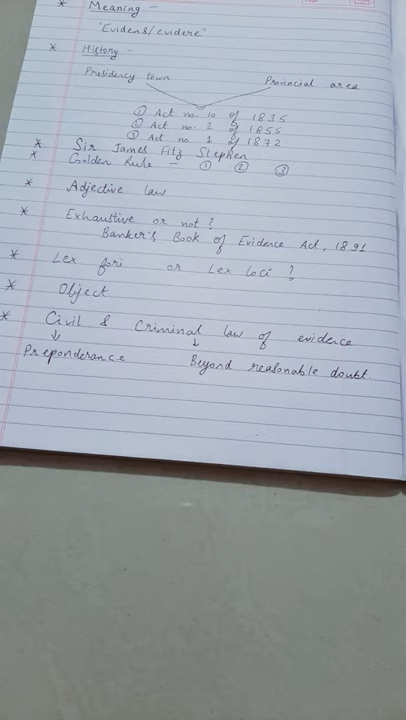 * Meaning -
"Evidens/evidere"
* History -
Presidency town Provincial area
① Act no. 10 of 1835
② Act no. 2 of 1855
③ Act no. 1 of 1872
* Sir James Fitz Stephen
* Golden Rule - ① ② ③
* Adjective law
* Exhaustive or not?
Banker's Book of Evidence Act, 1891
* Lex fori or Lex loci ?
* Object
* Civil & Criminal law of evidence
↓ ↓
Preponderance Beyond reasonable doubt.